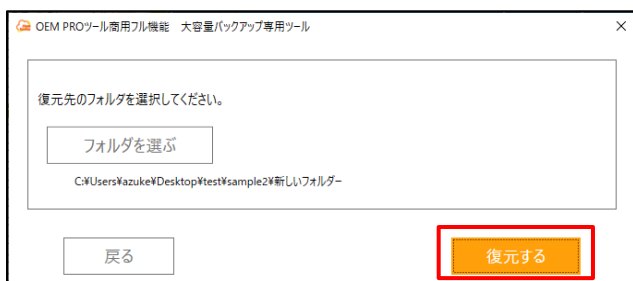 OEM PROツール商用フル機能　大容量バックアップ専用ツール
復元先のフォルダを選択してください。
フォルダを選ぶ
C:¥Users¥azuke¥Desktop¥test¥sample2¥新しいフォルダー
戻る
復元する